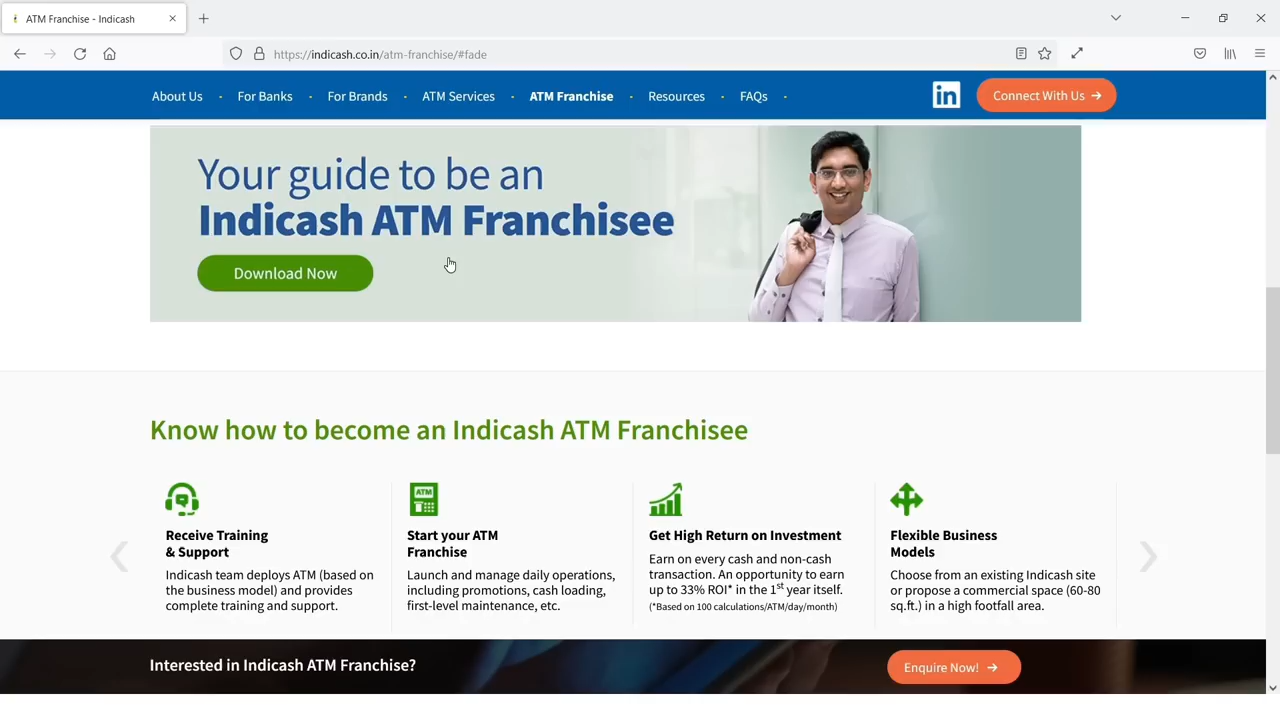 ATM Franchise - Indicash
https://indicash.co.in/atm-franchise/#fade
About Us
For Banks
For Brands
ATM Services
ATM Franchise
Resources
FAQs
in
Connect With Us
Your guide to be an
Indicash ATM Franchisee
Download Now
Know how to become an Indicash ATM Franchisee
Receive Training
& Support
Indicash team deploys ATM (based on
the business model) and provides
complete training and support.
ATM
Start your ATM
Franchise
Launch and manage daily operations,
including promotions, cash loading,
first-level maintenance, etc.
Get High Return on Investment
Earn on every cash and non-cash
transaction. An opportunity to earn
up to 33% ROI* in the 1st year itself.
(*Based on 100 calculations/ATM/day/month)
Flexible Business
Models
Choose from an existing Indicash site
or propose a commercial space (60-80
sq.ft.) in a high footfall area.
Interested in Indicash ATM Franchise?
Enquire Now!